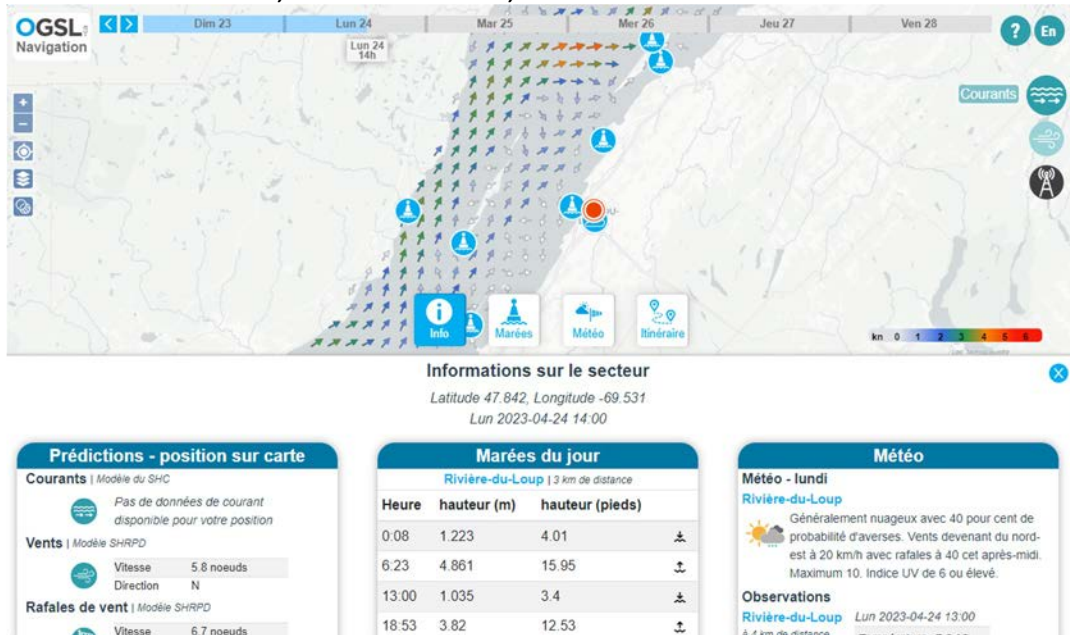 OGSL
Navigation
Dim 23
Lun 24
Mar 25
Mer 26
Jeu 27
Ven 28
?
En
Lun 24
14h
+
−
Courants
Info
Marées
Météo
Itinéraire
kn 0 1 2 3 4 5 6
Informations sur le secteur
Latitude 47.842, Longitude -69.531
Lun 2023-04-24 14:00
Prédictions - position sur carte
Courants | Modèle du SHC
Pas de données de courant
disponible pour votre position
Vents | Modèle SHRPD
Vitesse 5.8 noeuds
Direction N
Rafales de vent | Modèle SHRPD
Vitesse 6.7 noeuds
Marées du jour
Rivière-du-Loup | 3 km de distance
Heure hauteur (m) hauteur (pieds)
0:08 1.223 4.01
6:23 4.861 15.95
13:00 1.035 3.4
18:53 3.82 12.53
Météo
Météo - lundi
Rivière-du-Loup
Généralement nuageux avec 40 pour cent de
probabilité d'averses. Vents devenant du nord-
est à 20 km/h avec rafales à 40 cet après-midi.
Maximum 10. Indice UV de 6 ou élevé.
Observations
Rivière-du-Loup Lun 2023-04-24 13:00
à 4 km de distance